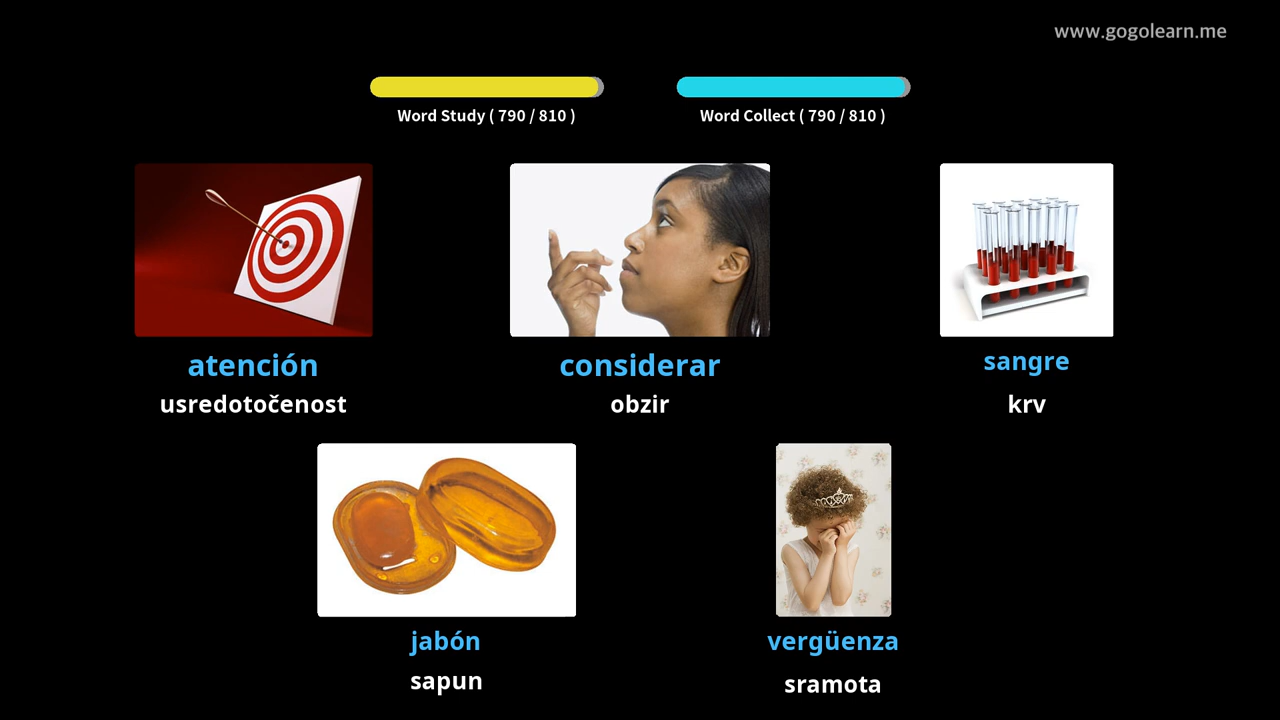 www.gogolearn.me
Word Study ( 790 / 810 )
Word Collect ( 790 / 810 )
atención
considerar
sangre
usredotočenost
obzir
krv
jabón
vergüenza
sapun
sramota